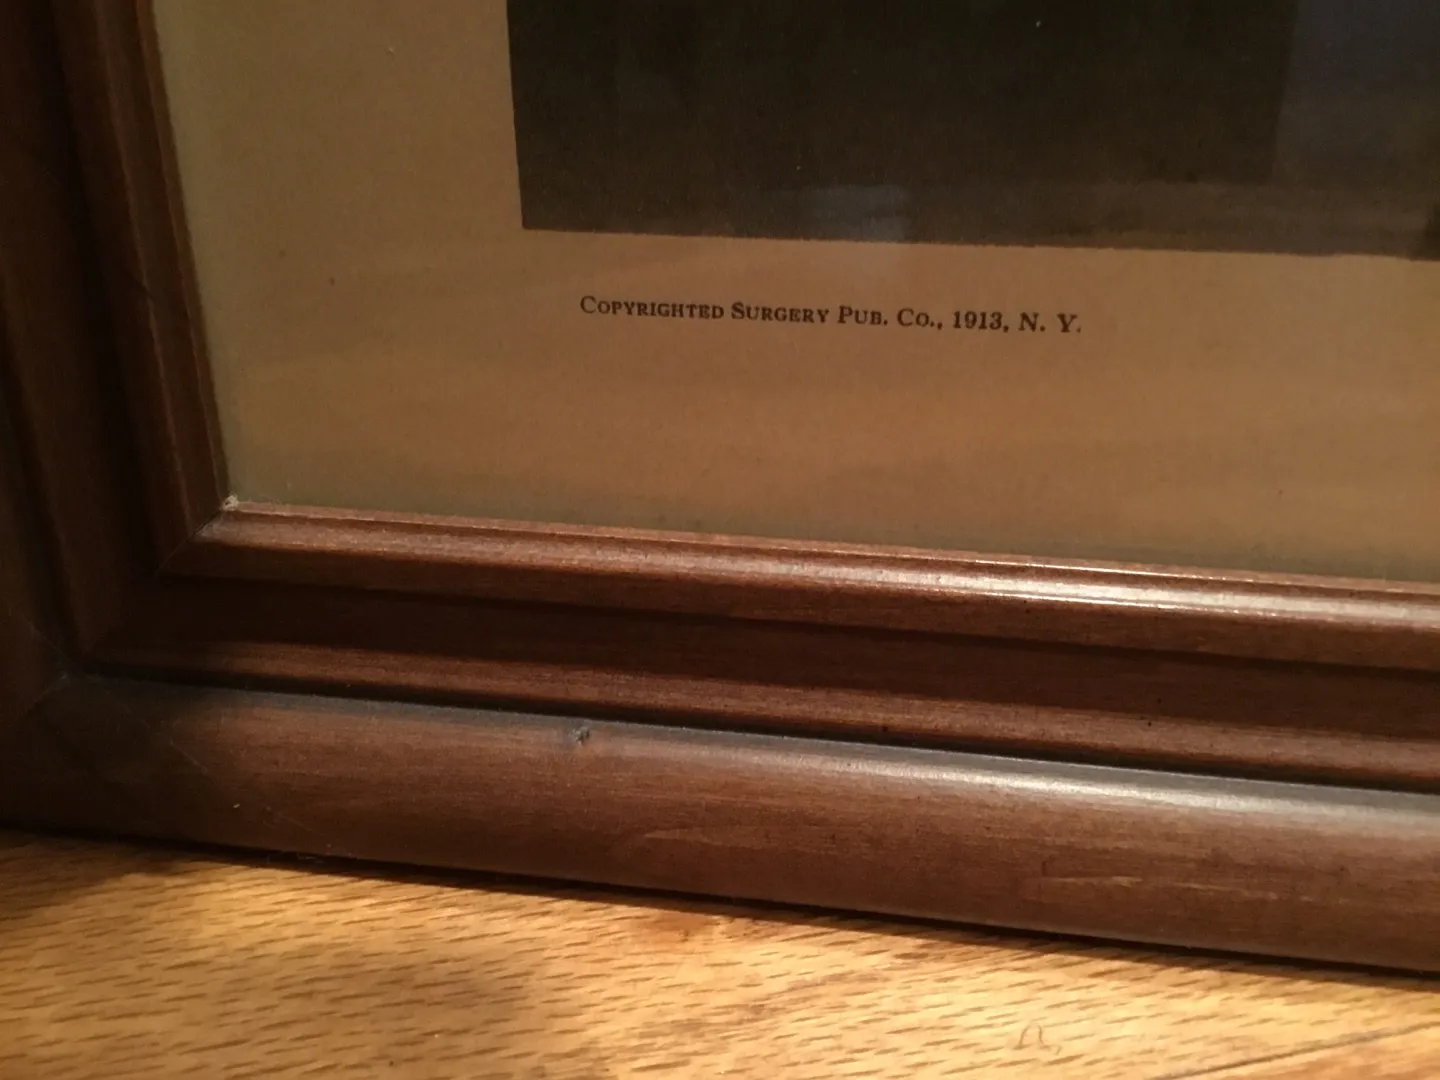 Copyrighted Surgery Pub. Co., 1913, N. Y.